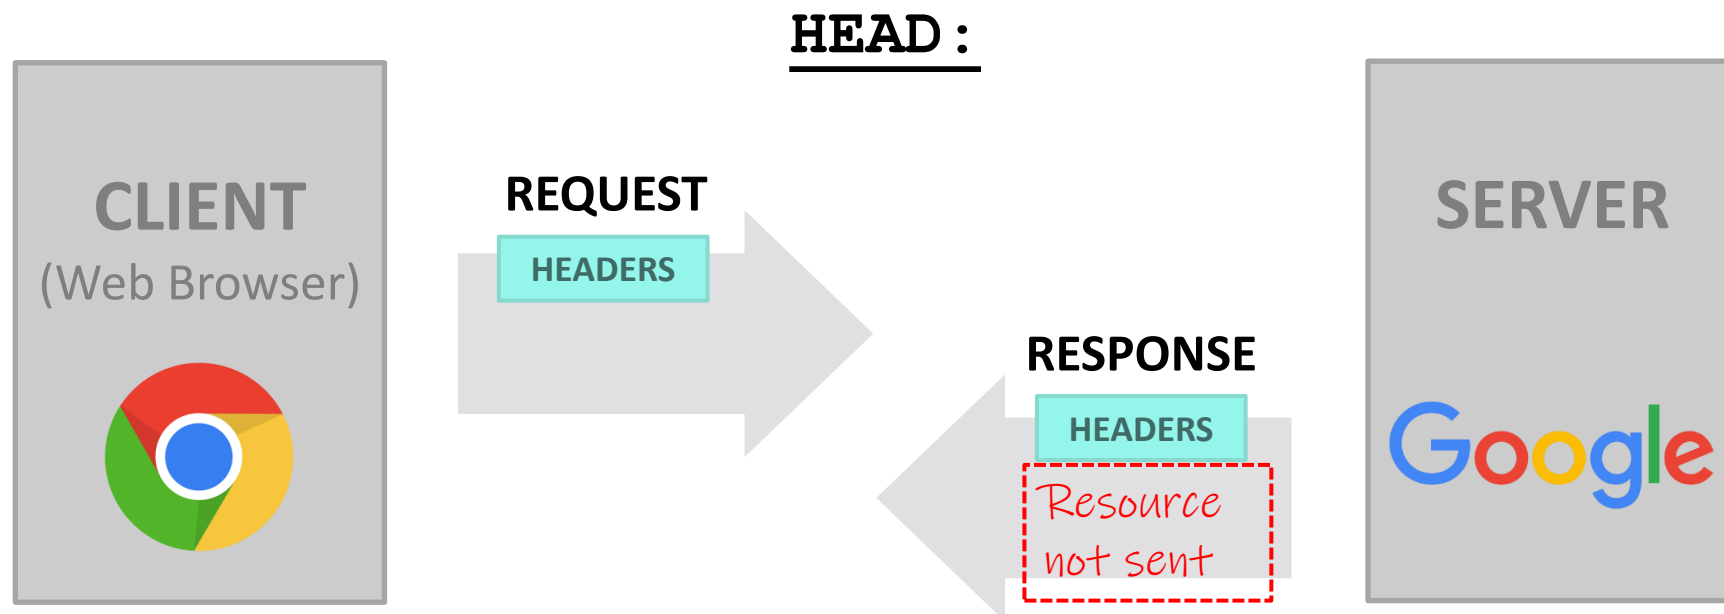 HEAD:
CLIENT
(Web Browser)
REQUEST
HEADERS
RESPONSE
HEADERS
Resource
not sent
SERVER
Google